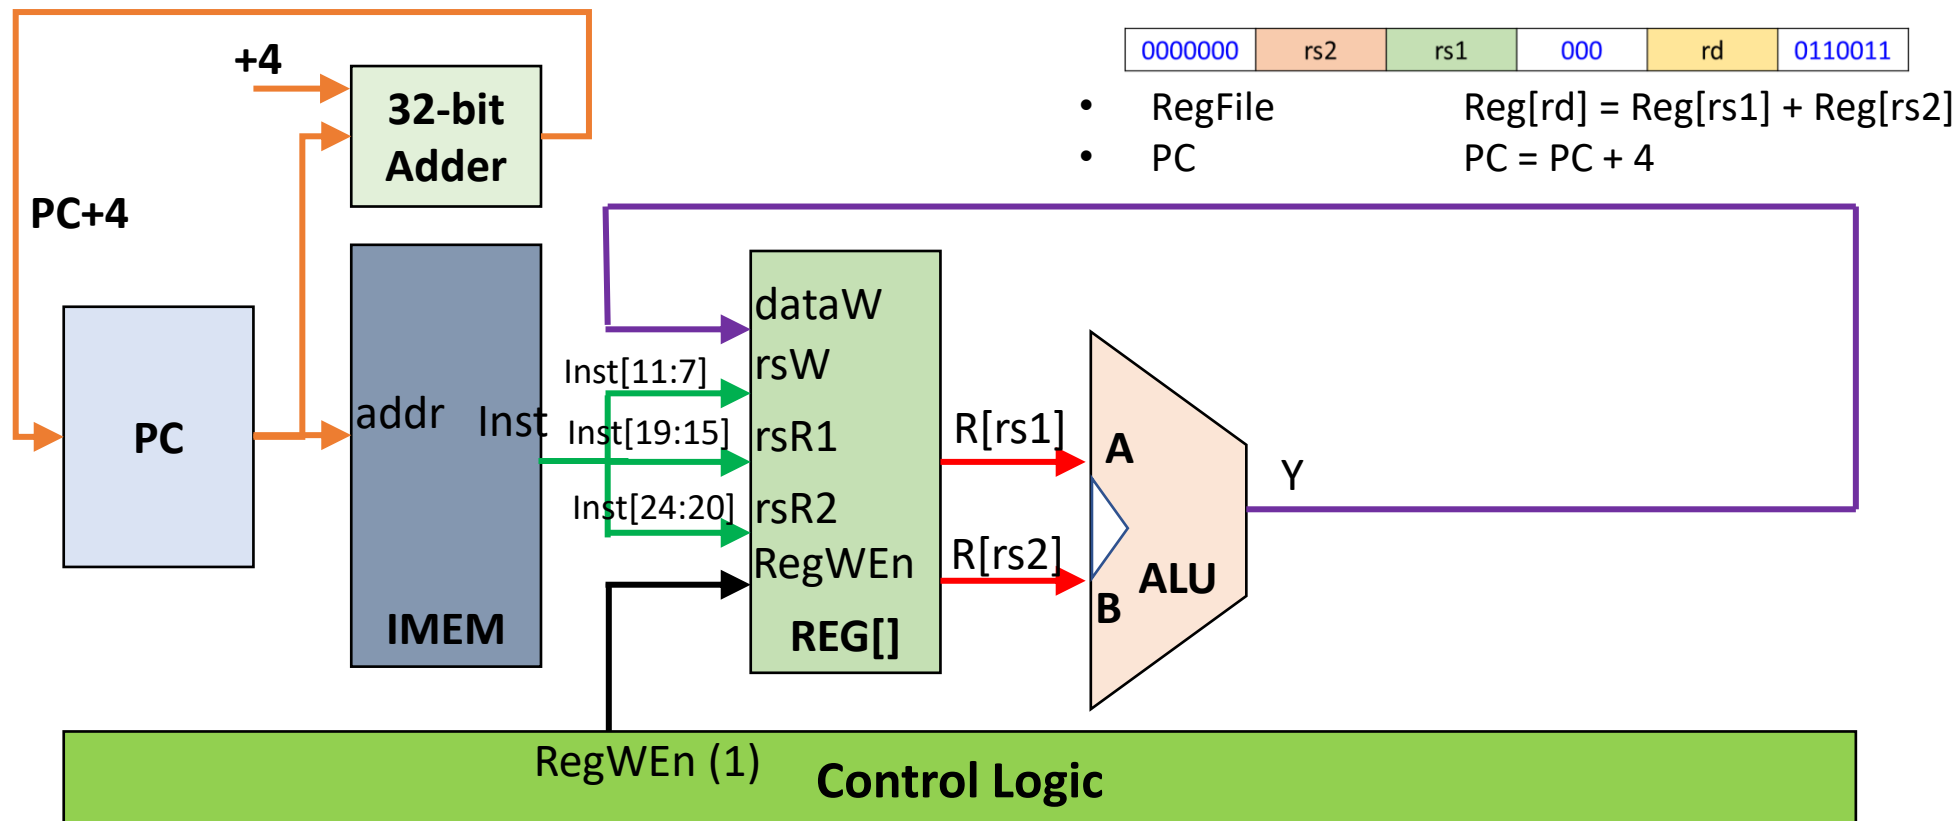 0000000 rs2 rs1 000 rd 0110011
• RegFile Reg[rd] = Reg[rs1] + Reg[rs2]
• PC PC = PC + 4
+4
32-bit
Adder
PC+4
PC
addr
Inst
IMEM
Inst[11:7]
Inst[19:15]
Inst[24:20]
dataW
rsW
rsR1
rsR2
RegWEn
REG[]
R[rs1]
R[rs2]
A
B
ALU
Y
RegWEn (1)
Control Logic